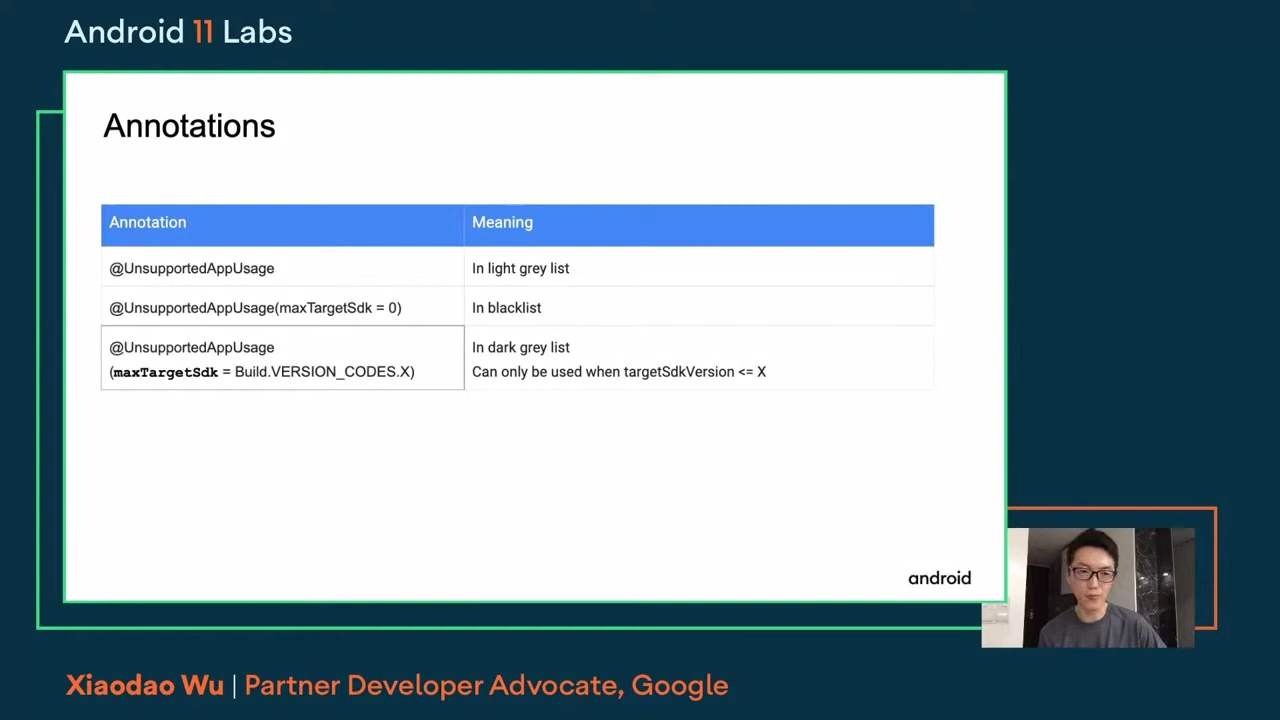 Android 11 Labs
Annotations
Annotation Meaning
@UnsupportedAppUsage In light grey list
@UnsupportedAppUsage(maxTargetSdk = 0) In blacklist
@UnsupportedAppUsage In dark grey list
(maxTargetSdk = Build.VERSION_CODES.X) Can only be used when targetSdkVersion <= X
android
Xiaodao Wu | Partner Developer Advocate, Google